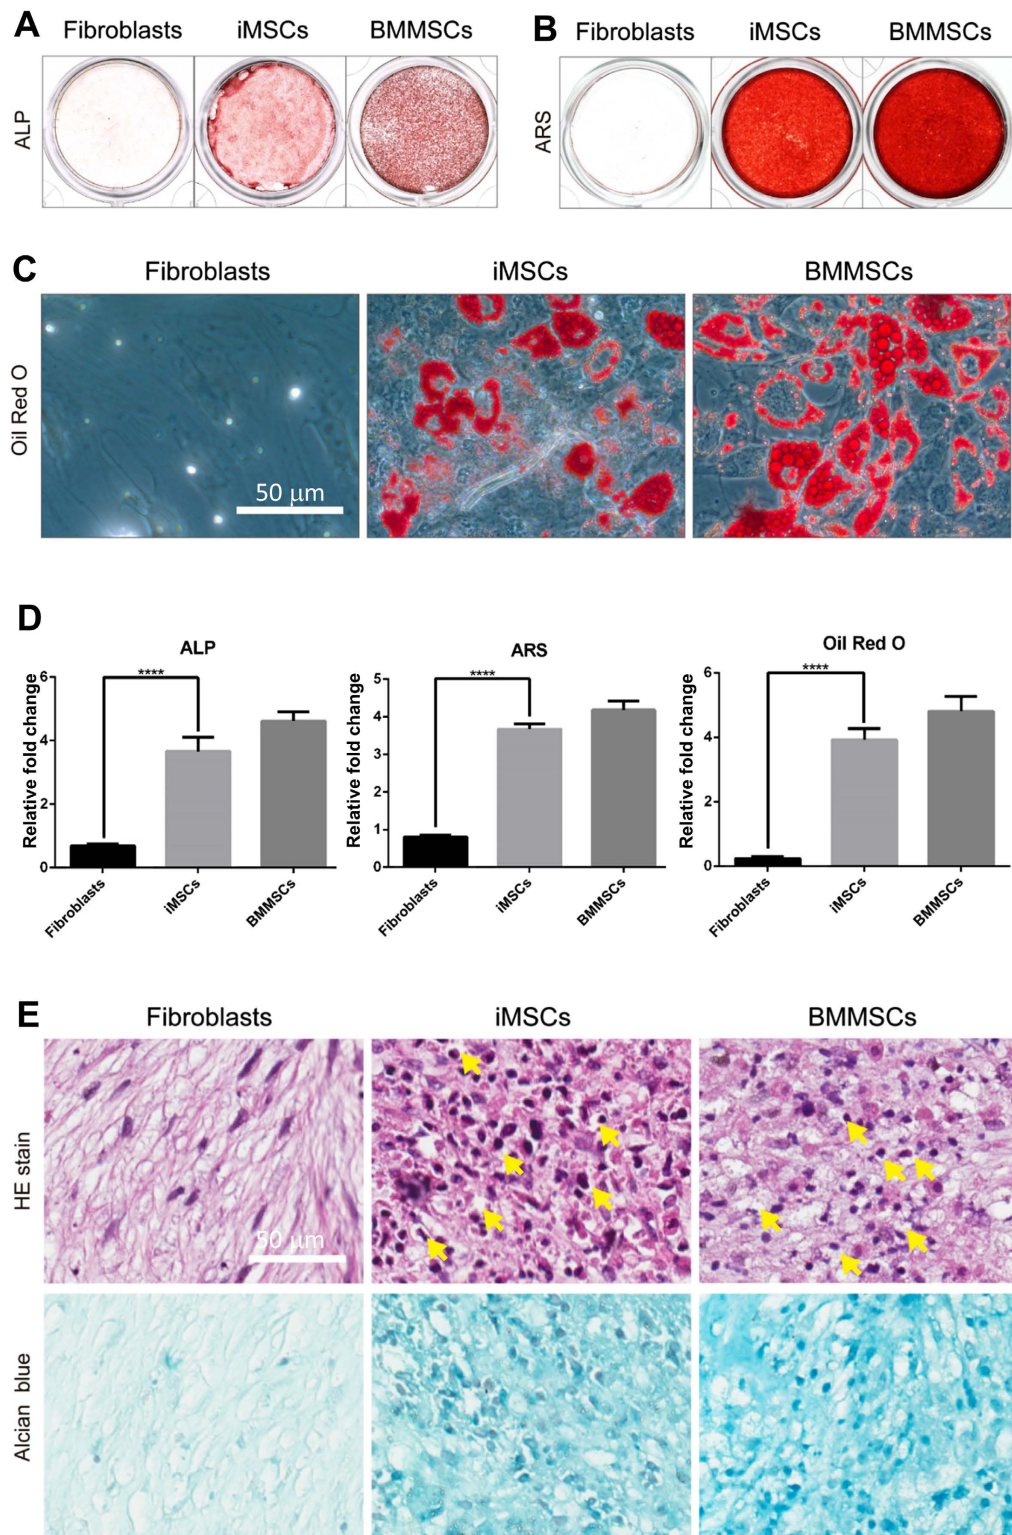 A Fibroblasts iMSCs BMMSCs
ALP
B Fibroblasts iMSCs BMMSCs
ARS
C Fibroblasts iMSCs BMMSCs
Oil Red O
50 μm
D
ALP
Relative fold change
6
4
2
0
****
Fibroblasts
iMSCs
BMMSCs
ARS
Relative fold change
5
4
3
2
1
0
****
Fibroblasts
iMSCs
BMMSCs
Oil Red O
Relative fold change
6
4
2
0
****
Fibroblasts
iMSCs
BMMSCs
E Fibroblasts iMSCs BMMSCs
HE stain
50 μm
Alcian blue